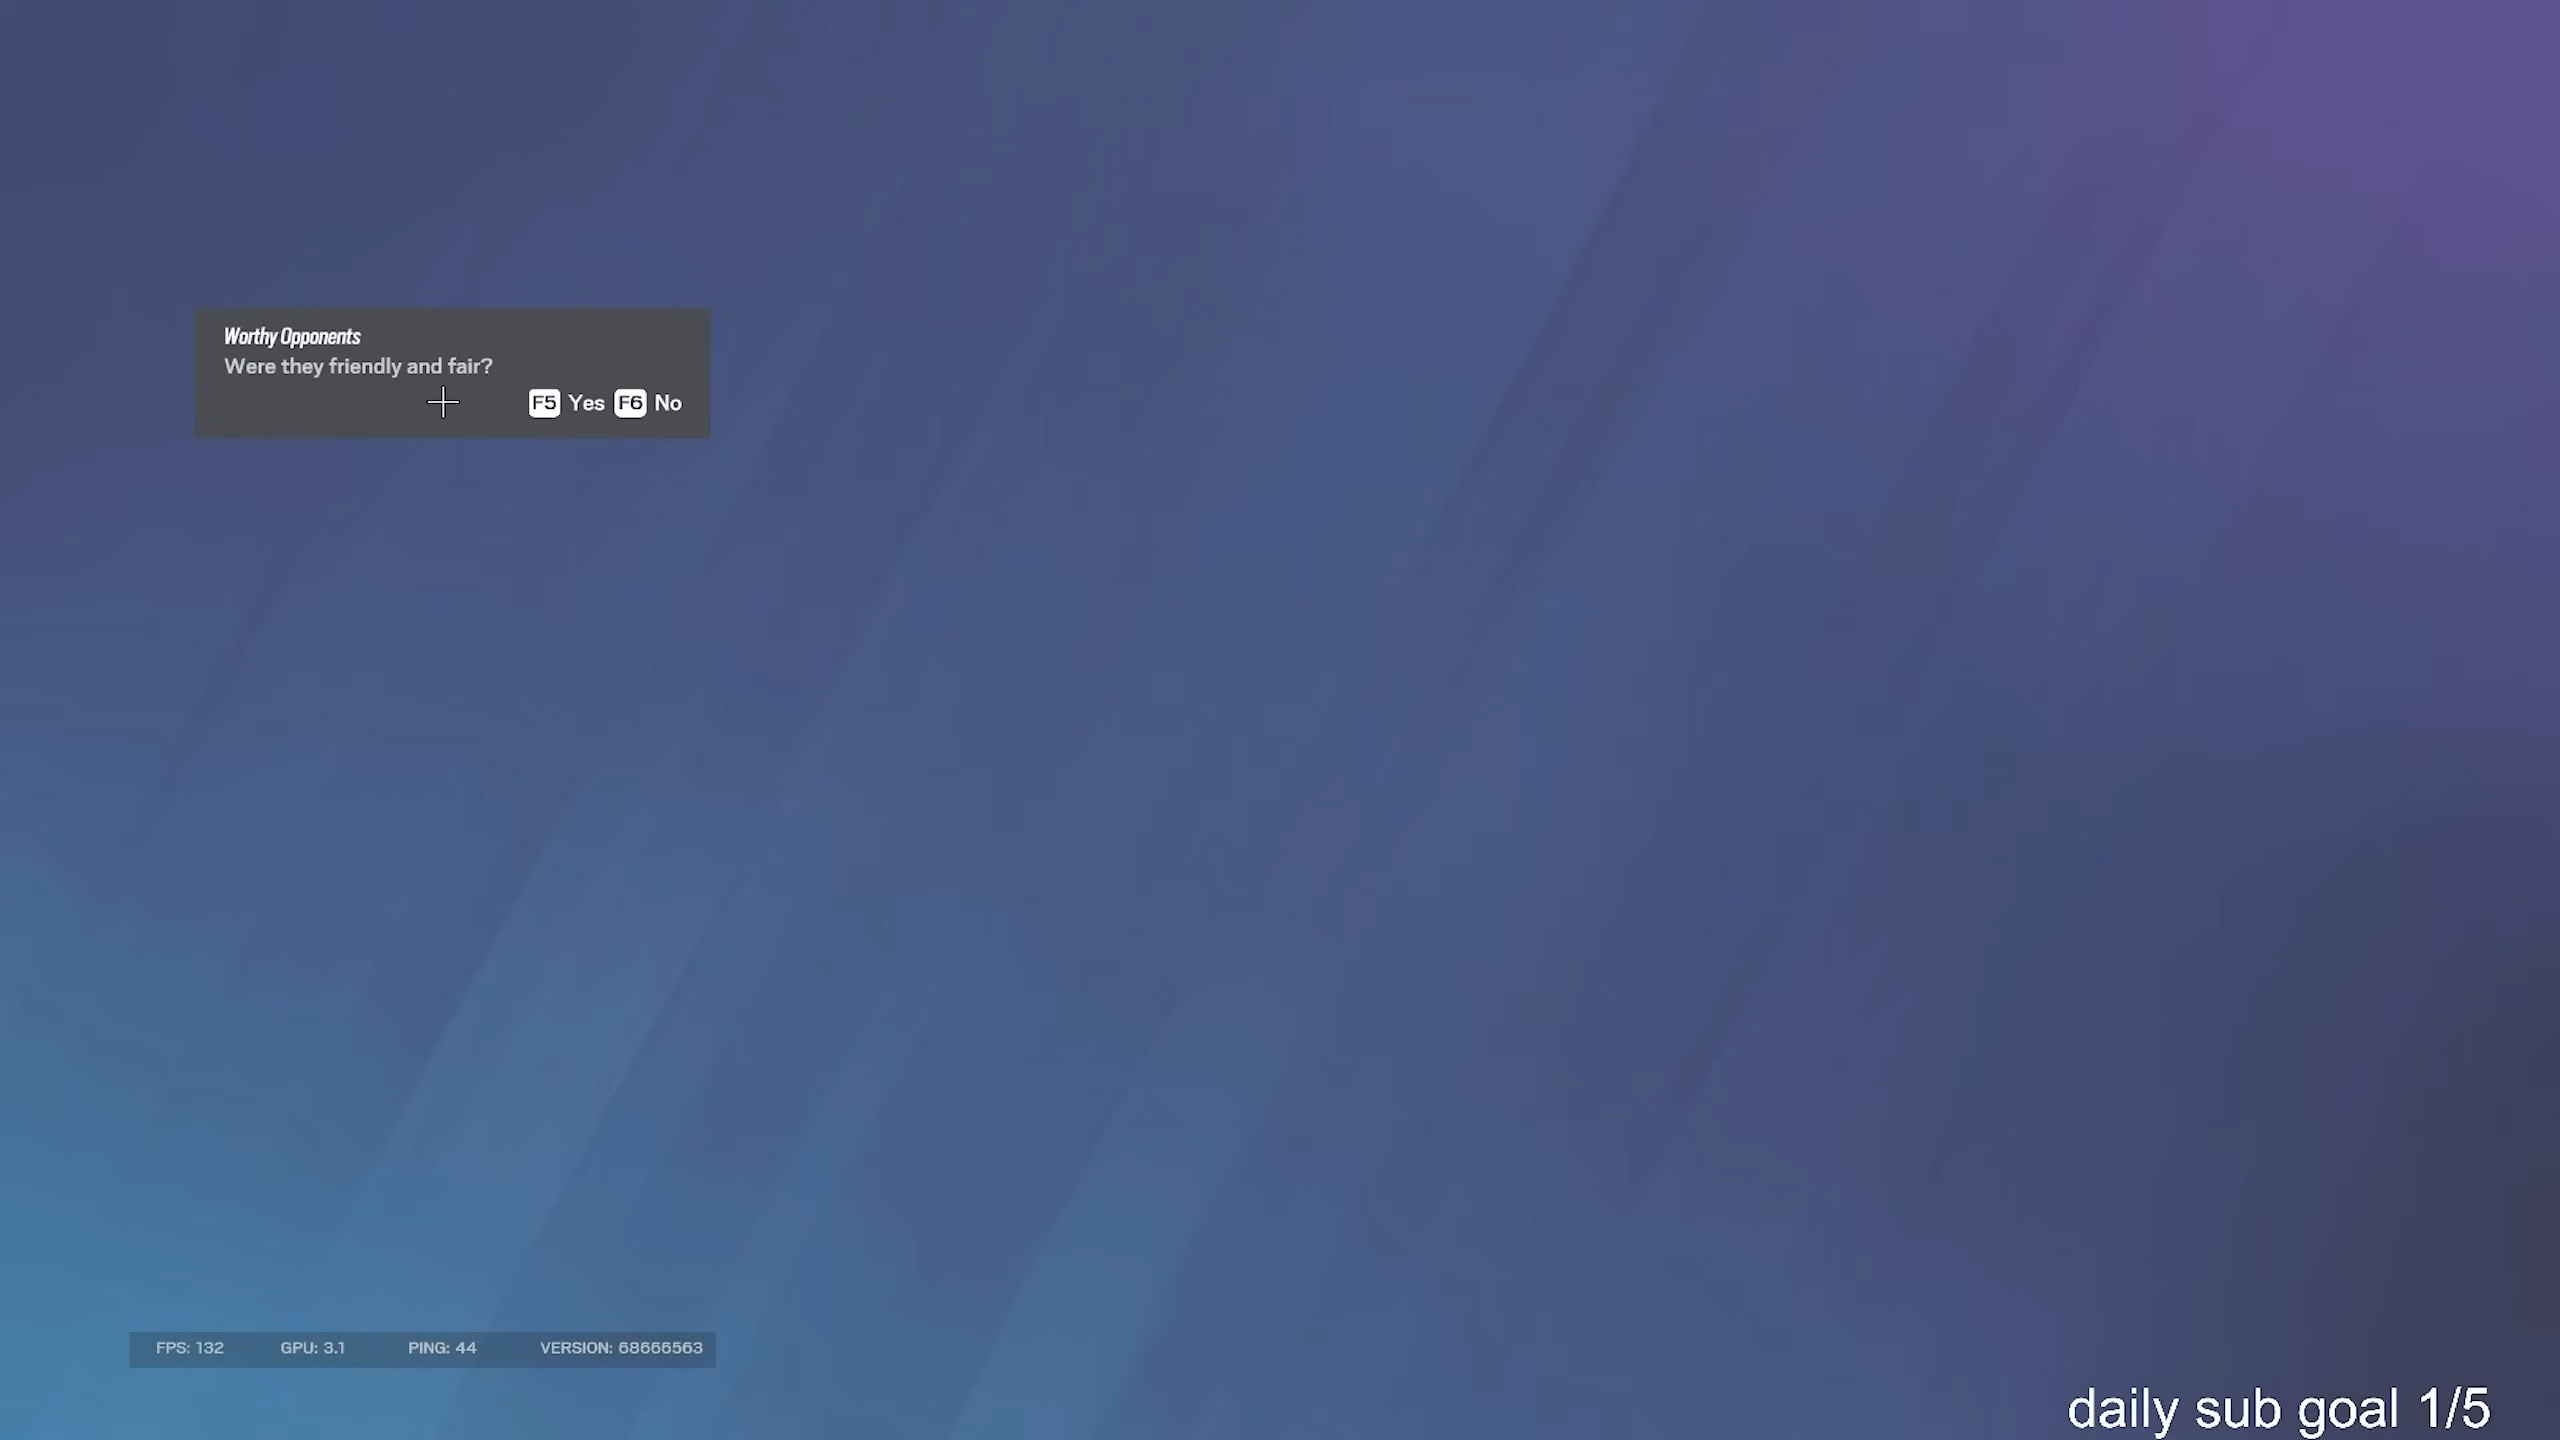 Worthy Opponents
Were they friendly and fair?
F5 Yes F6 No
FPS: 132 GPU: 3.1 PING: 44 VERSION: 68666563
daily sub goal 1/5